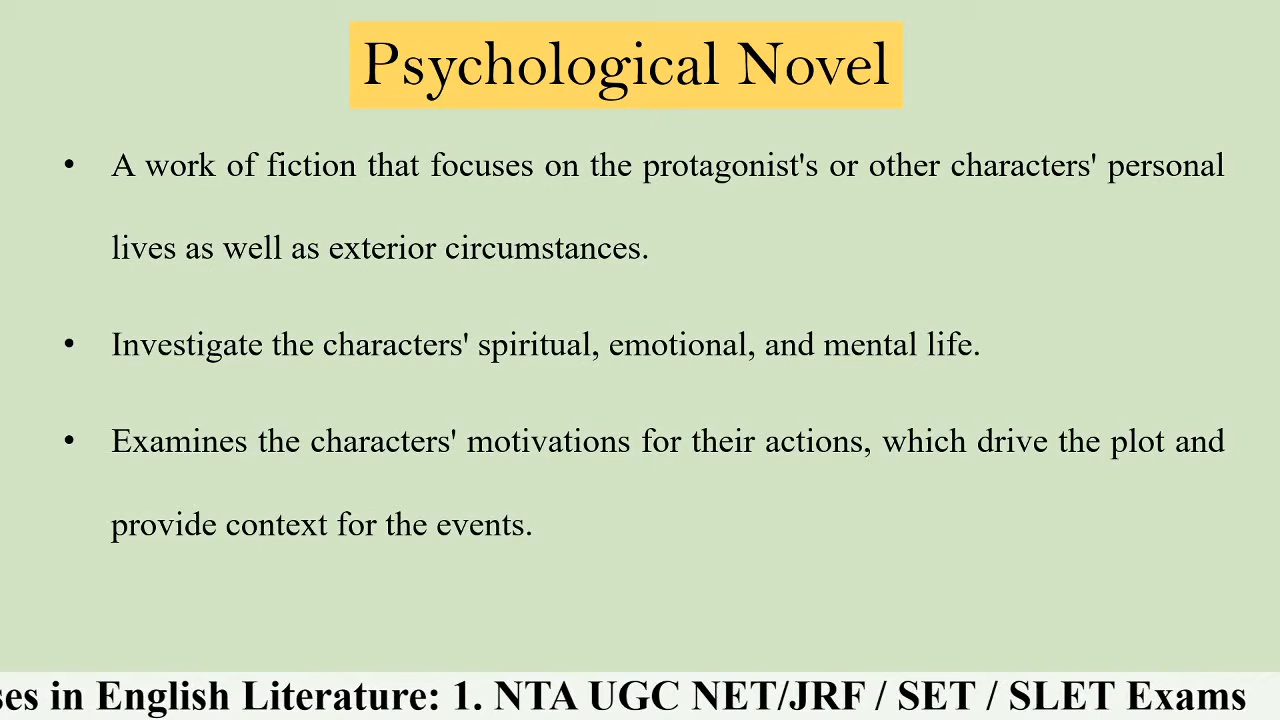 Psychological Novel
• A work of fiction that focuses on the protagonist's or other characters' personal
lives as well as exterior circumstances.
• Investigate the characters' spiritual, emotional, and mental life.
• Examines the characters' motivations for their actions, which drive the plot and
provide context for the events.
ses in English Literature: 1. NTA UGC NET/JRF / SET / SLET Exams